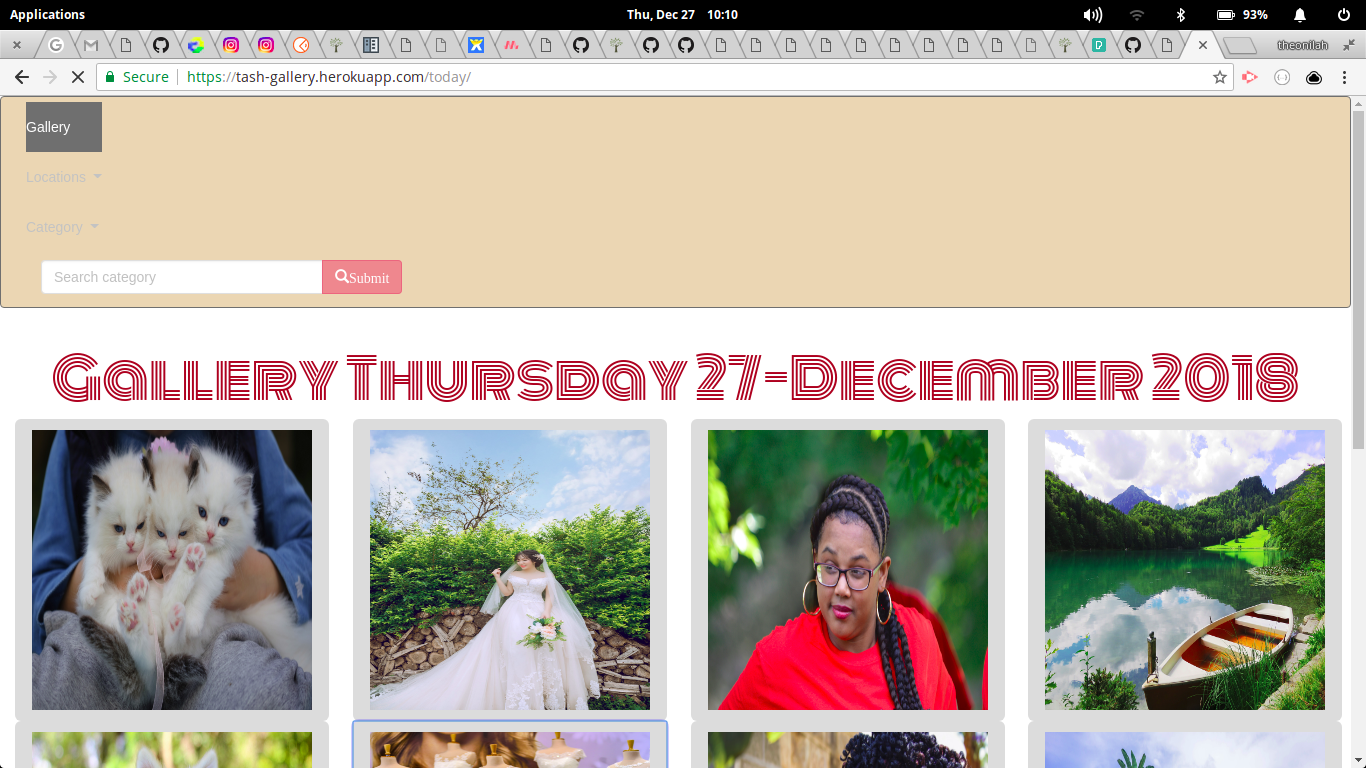 Applications
Thu, Dec 27 10:10
93%
theonilah
Secure
https://tash-gallery.herokuapp.com/today/
Gallery
Locations
Category
Search category
Submit
Gallery Thursday 27-December 2018